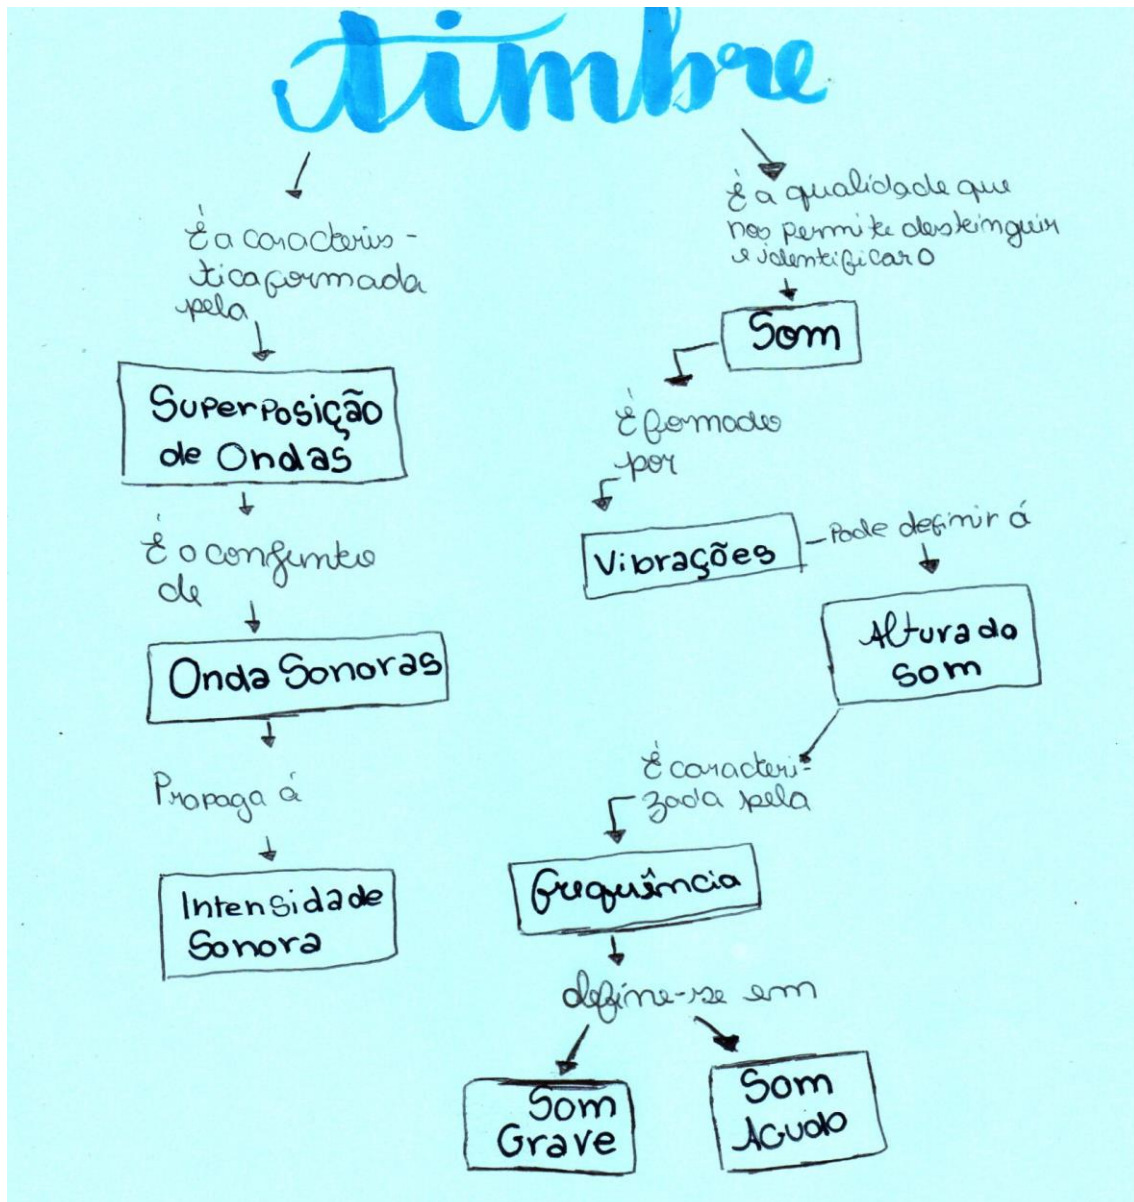 timbre
É a caracteris-
tica formada
pela
Superposição
de Ondas
É o conjunto
de
Onda Sonoras
Propaga á
Intensidade
Sonora
É a qualidade que
nos permite destinguir
e identificar o
Som
É formado
por
Vibrações
Pode definir á
Altura do
Som
É caracteri-
zada pela
frequência
define-se em
Som
Grave
Som
Agudo